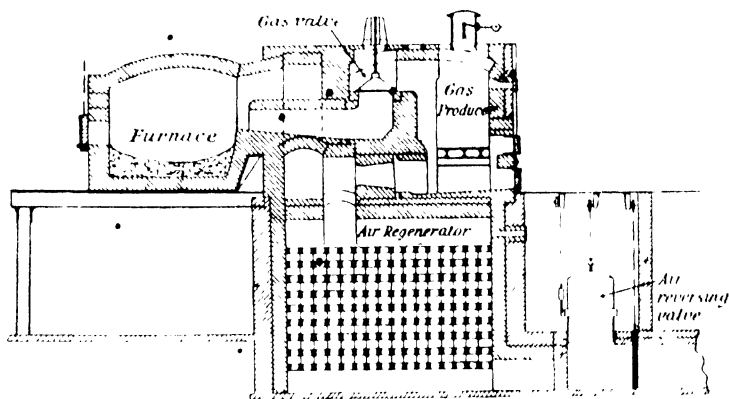 Gas valve
Gas
Producer
Furnace
Air Regenerator
Air
reversing
valve